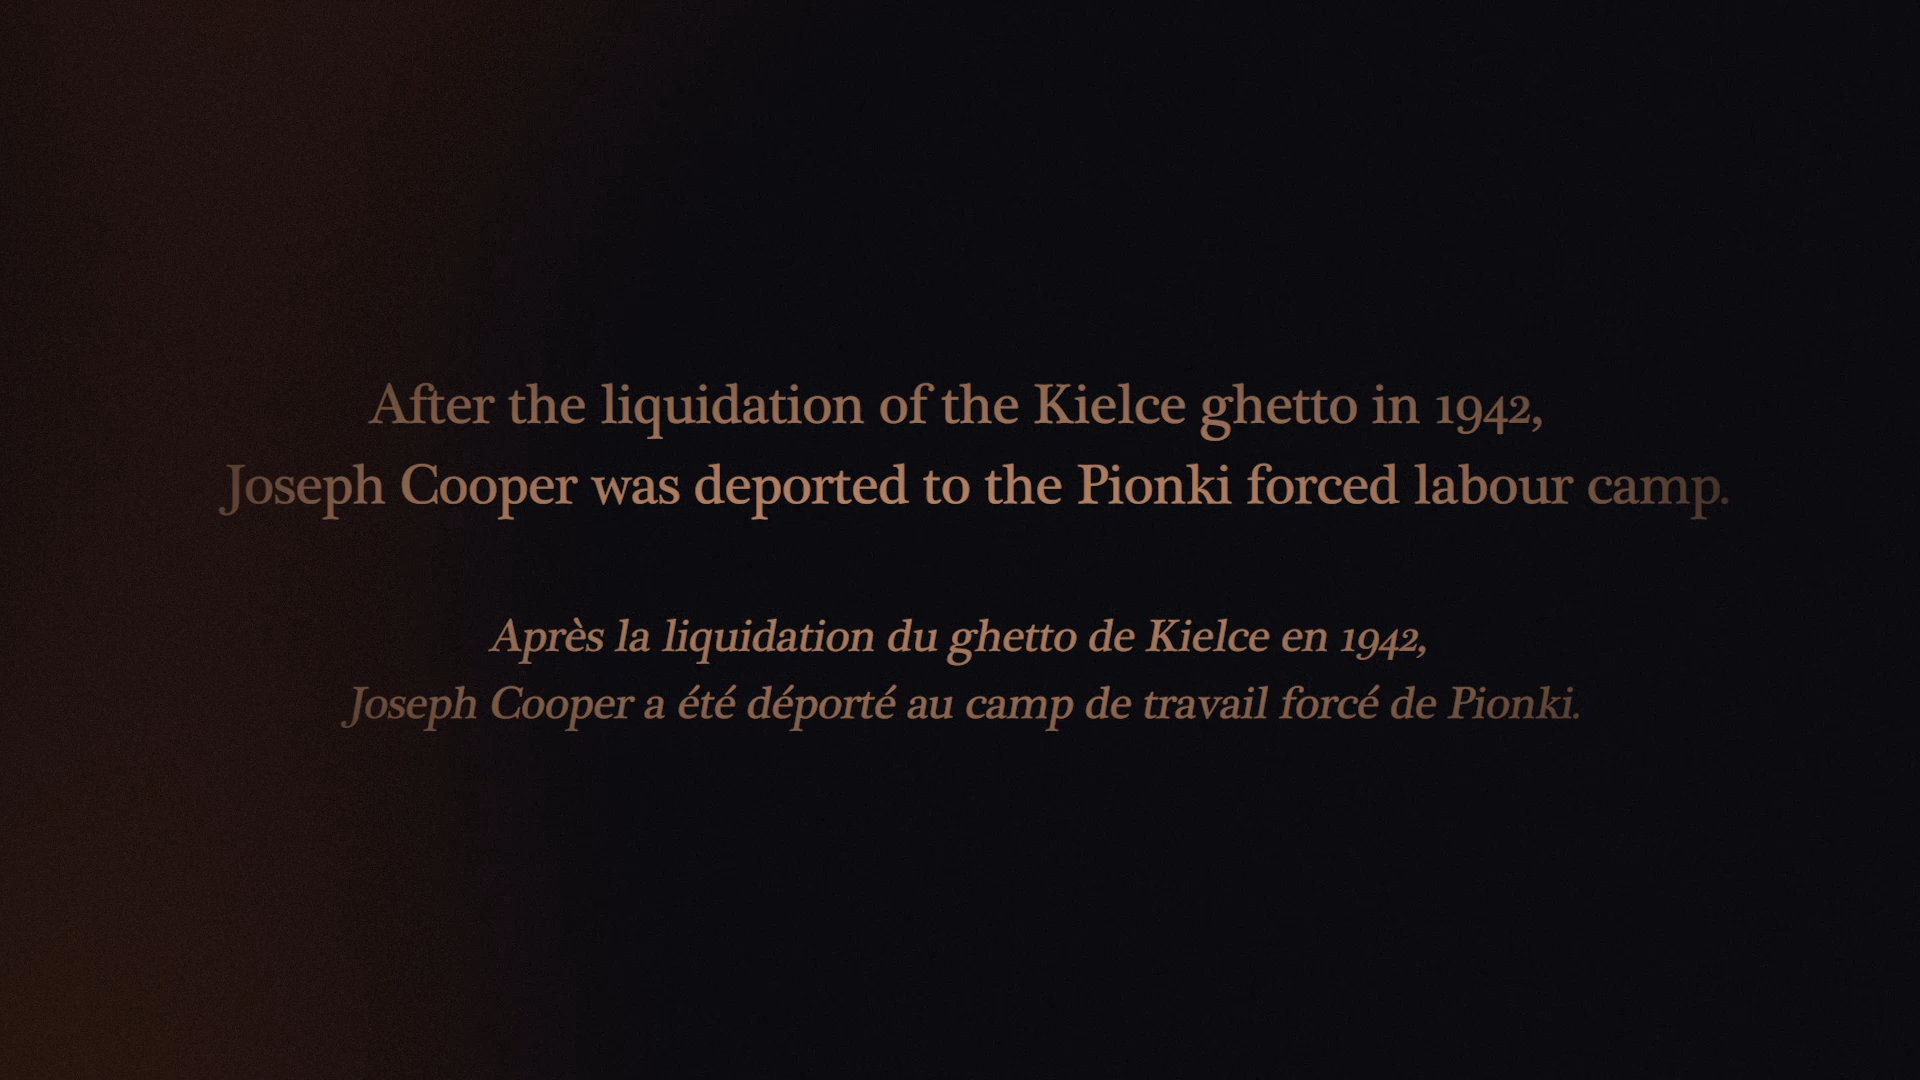 After the liquidation of the Kielce ghetto in 1942,
Joseph Cooper was deported to the Pionki forced labour camp.
Après la liquidation du ghetto de Kielce en 1942,
Joseph Cooper a été déporté au camp de travail forcé de Pionki.